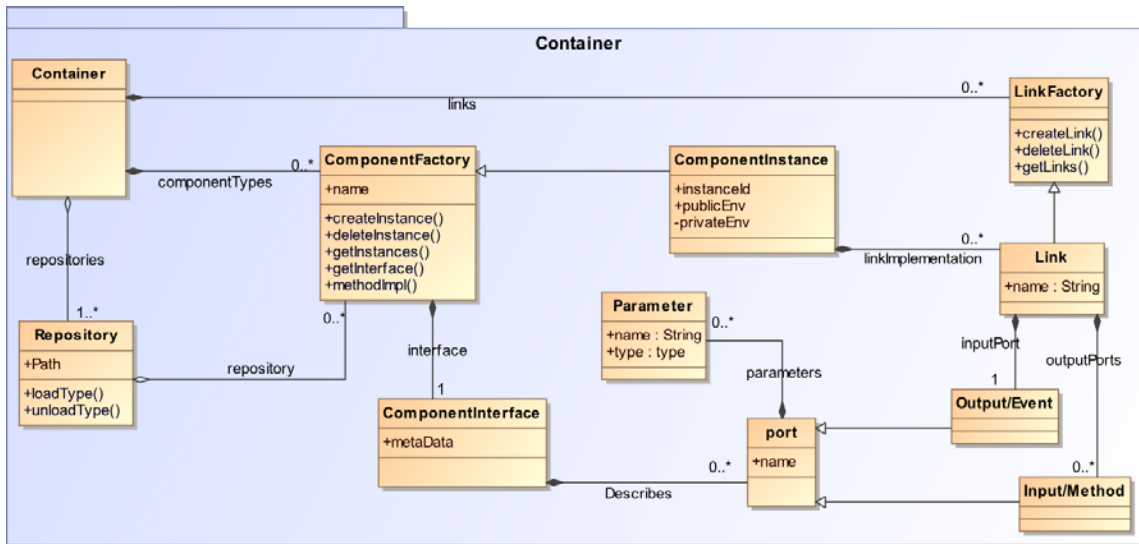 Container
Container
links
0..*
LinkFactory
+createLink()
+deleteLink()
+getLinks()
componentTypes
0..*
ComponentFactory
+name
+createInstance()
+deleteInstance()
+getInstances()
+getInterface()
+methodImpl()
ComponentInstance
+instanceId
+publicEnv
-privateEnv
linkImplementation
0..*
Link
+name : String
repositories
1..*
Repository
+Path
+loadType()
+unloadType()
repository
0..*
interface
1
Parameter
+name : String
+type : type
0..*
parameters
inputPort
1
outputPorts
0..*
ComponentInterface
+metaData
Describes
0..*
port
+name
Output/Event
Input/Method